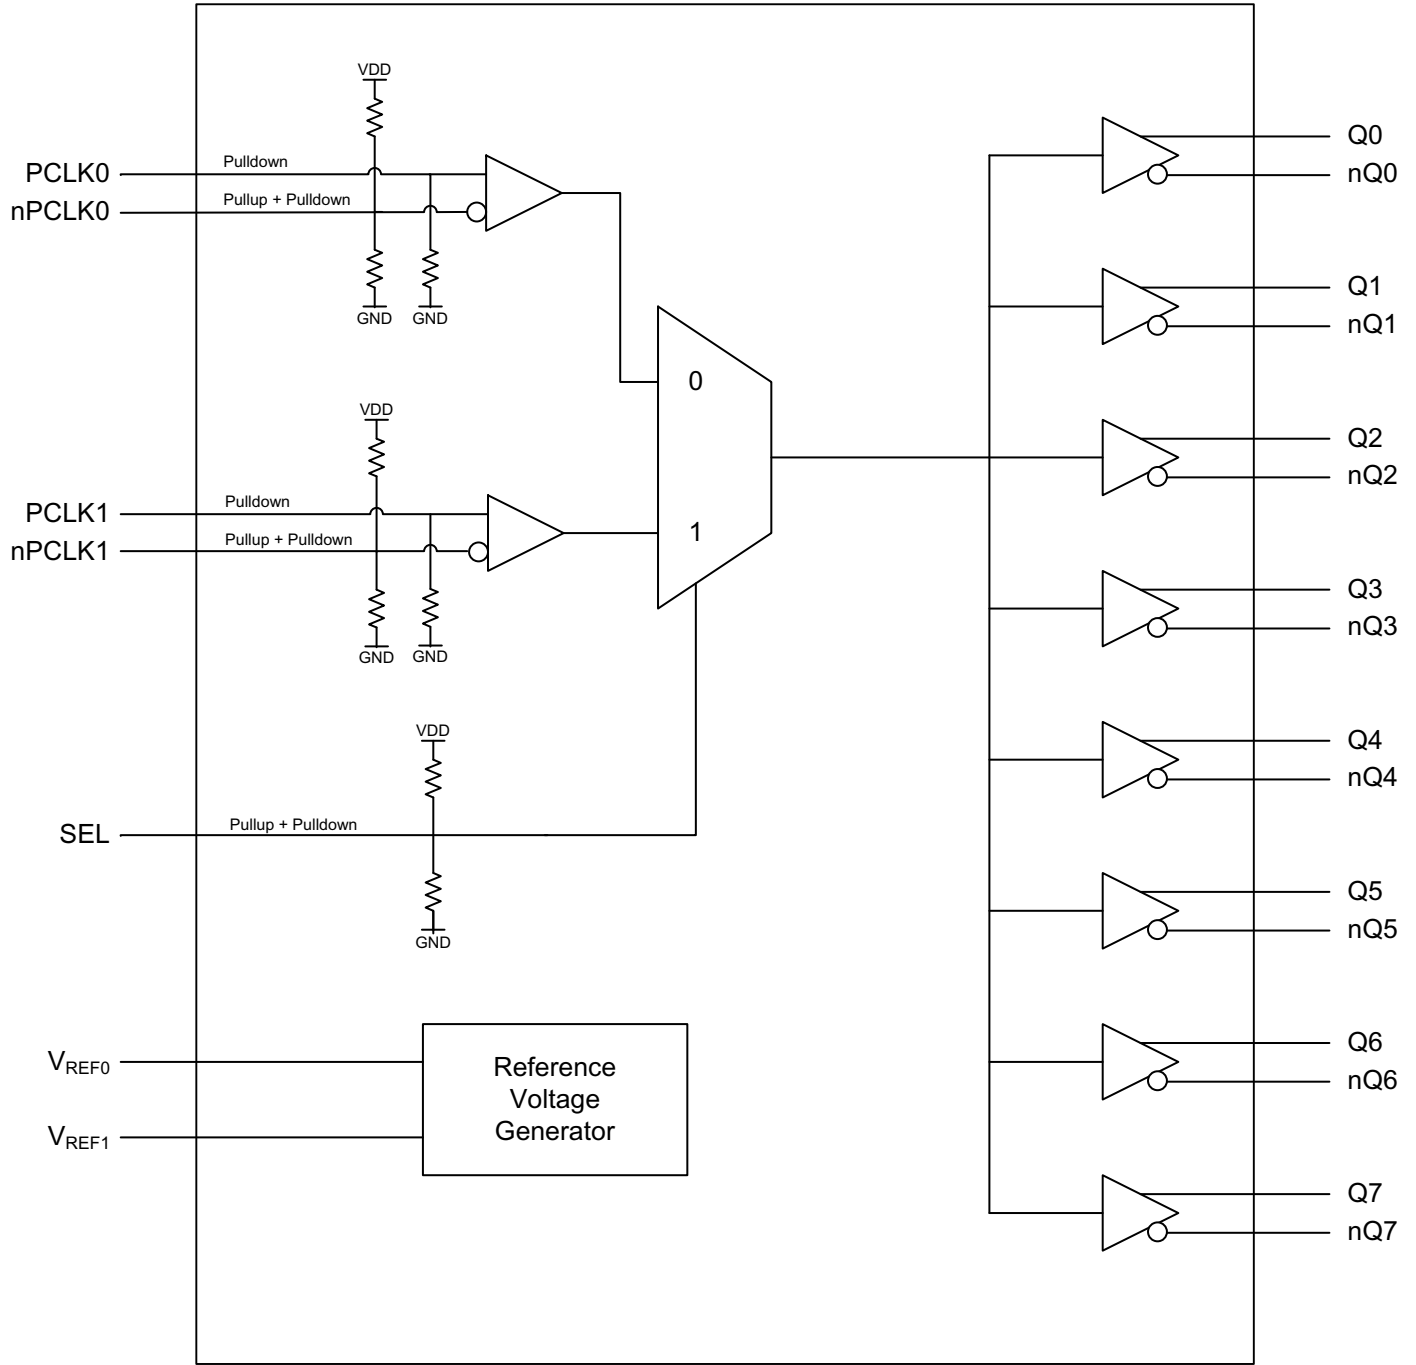 VDD
PCLK0
Pulldown
nPCLK0
Pullup + Pulldown
GND
GND
VDD
PCLK1
Pulldown
nPCLK1
Pullup + Pulldown
GND
GND
0
1
VDD
SEL
Pullup + Pulldown
GND
VREF0
VREF1
Reference
Voltage
Generator
Q0
nQ0
Q1
nQ1
Q2
nQ2
Q3
nQ3
Q4
nQ4
Q5
nQ5
Q6
nQ6
Q7
nQ7